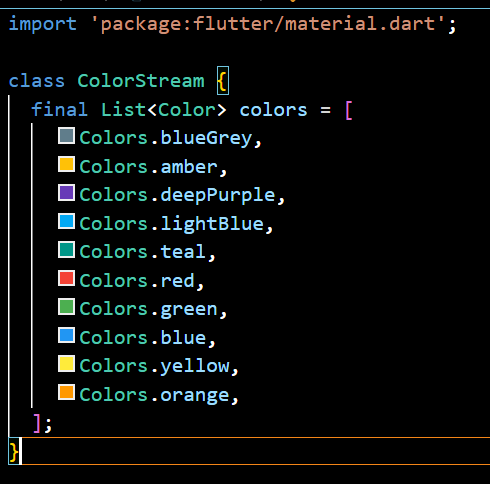 import 'package:flutter/material.dart';
class ColorStream {
final List<Color> colors = [
Colors.blueGrey,
Colors.amber,
Colors.deepPurple,
Colors.lightBlue,
Colors.teal,
Colors.red,
Colors.green,
Colors.blue,
Colors.yellow,
Colors.orange,
];
}